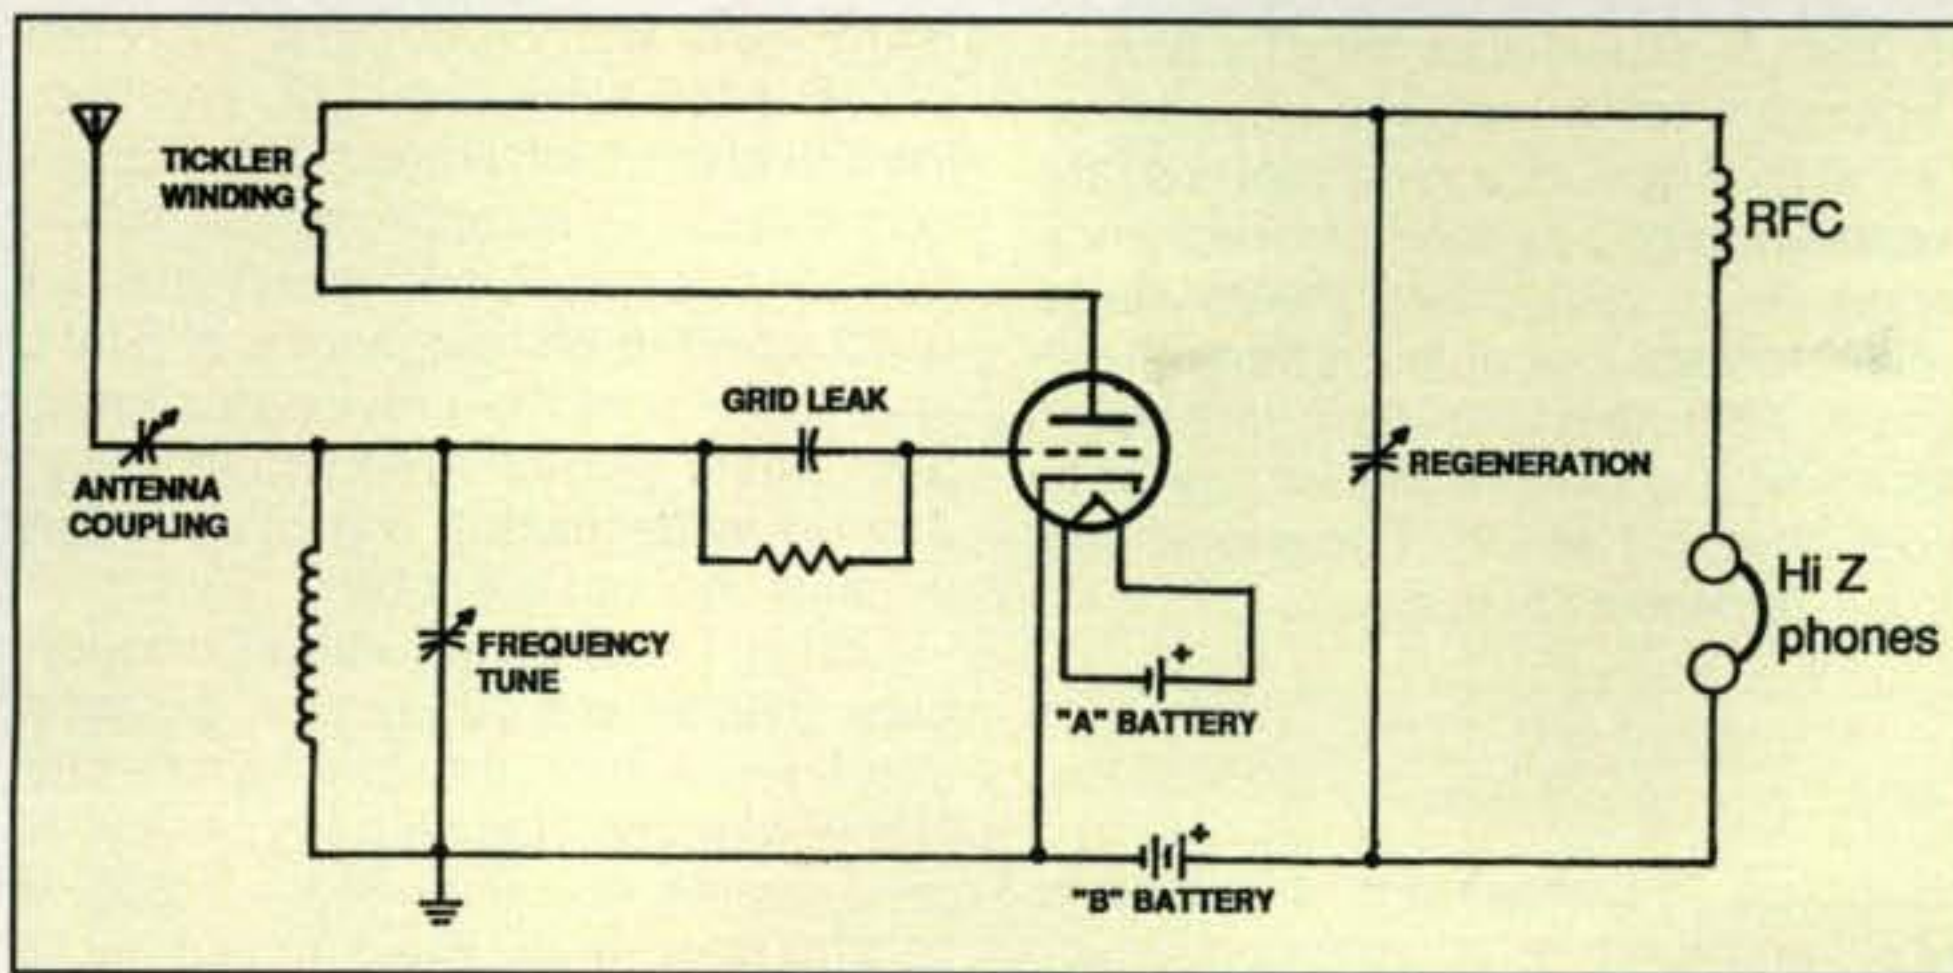 TICKLER
WINDING
RFC
GRID LEAK
ANTENNA
COUPLING
REGENERATION
Hi Z
phones
FREQUENCY
TUNE
+
"A" BATTERY
+
"B" BATTERY